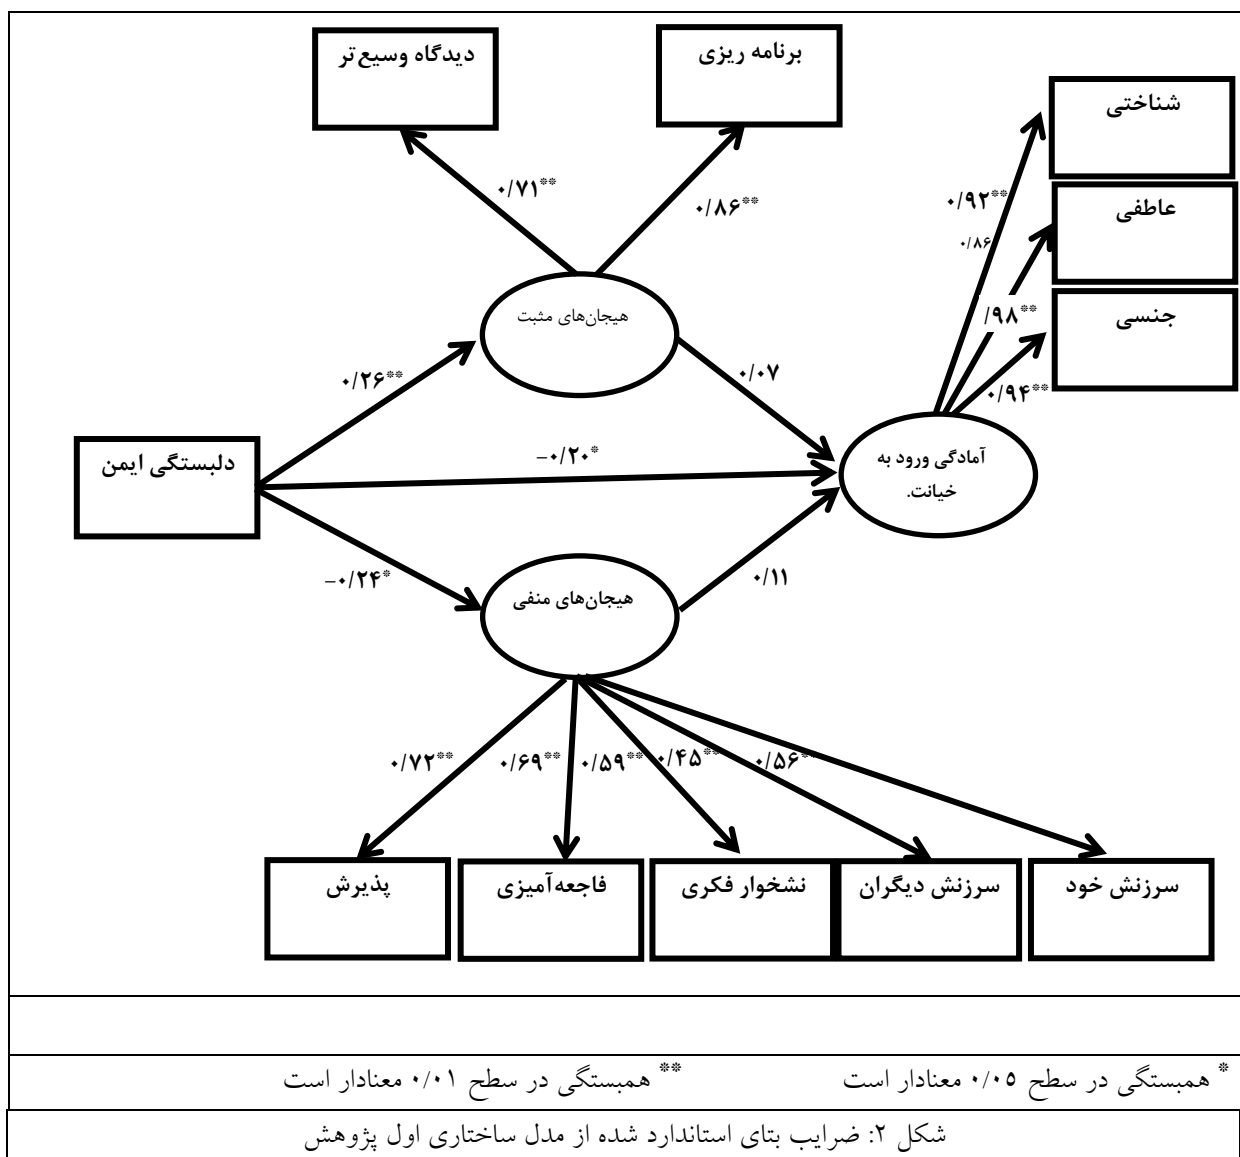 دیدگاه وسیع‌تر
برنامه ریزی
شناختی
۰/۷۱**
۰/۸۶**
۰/۹۲**
عاطفی
۰/۸۶
هیجان‌های مثبت
/۹۸**
جنسی
۰/۲۶**
۰/۰۷
۰/۹۴**
دلبستگی ایمن
-۰/۲۰*
آمادگی ورود به
خیانت.
-۰/۲۴*
هیجان‌های منفی
۰/۱۱
۰/۷۲**
۰/۶۹**
۰/۵۹**
۰/۴۵**
۰/۵۶**
پذیرش
فاجعه‌آمیزی
نشخوار فکری
سرزنش دیگران
سرزنش خود
* همبستگی در سطح ۰/۰۵ معنادار است
** همبستگی در سطح ۰/۰۱ معنادار است
شکل ۲: ضرایب بتای استاندارد شده از مدل ساختاری اول پژوهش